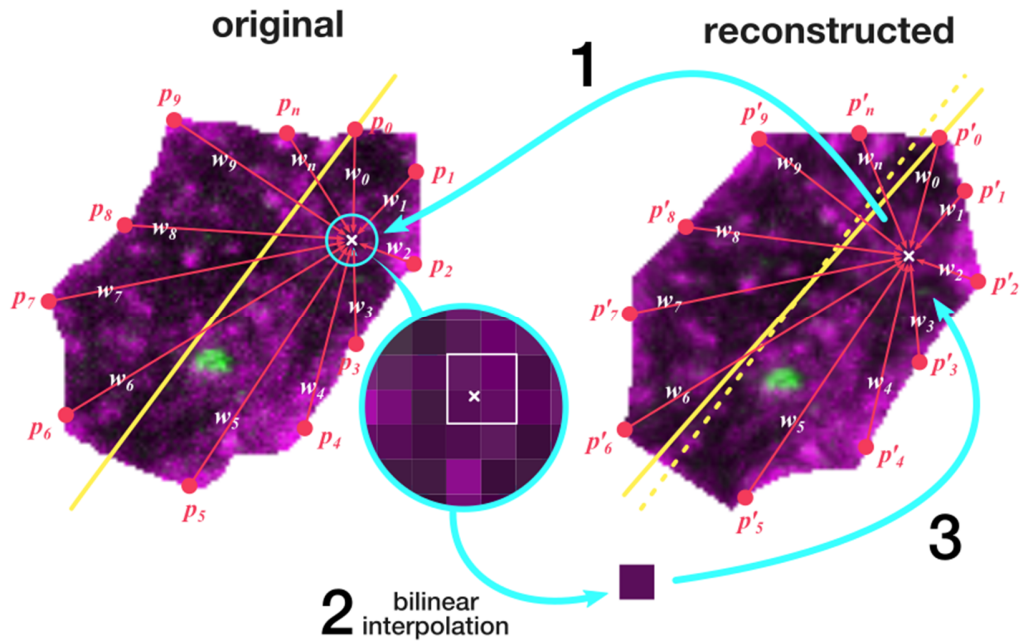 original
reconstructed
1
p9
pn
p0
p1
p2
p3
p4
p5
p6
p7
p8
w9
wn
w0
w1
w2
w3
w4
w5
w6
w7
w8
p'9
p'n
p'0
p'1
p'2
p'3
p'4
p'5
p'6
p'7
p'8
w9
wn
w0
w1
w2
w3
w4
w5
w6
w7
w8
2
bilinear
interpolation
3